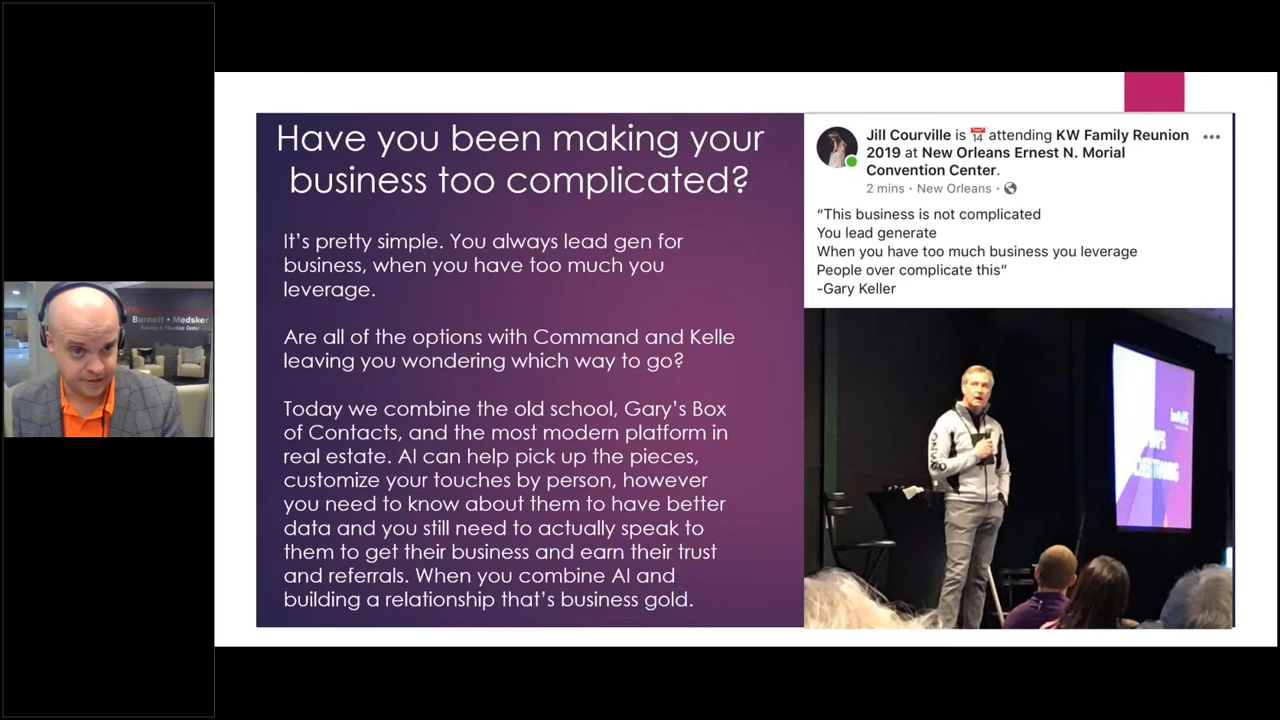 Have you been making your
business too complicated?
It's pretty simple. You always lead gen for
business, when you have too much you
leverage.
Are all of the options with Command and Kelle
leaving you wondering which way to go?
Today we combine the old school, Gary's Box
of Contacts, and the most modern platform in
real estate. AI can help pick up the pieces,
customize your touches by person, however
you need to know about them to have better
data and you still need to actually speak to
them to get their business and earn their trust
and referrals. When you combine AI and
building a relationship that's business gold.
Jill Courville is 14 attending KW Family Reunion
2019 at New Orleans Ernest N. Morial
Convention Center.
2 mins · New Orleans ·
“This business is not complicated
You lead generate
When you have too much business you leverage
People over complicate this”
-Gary Keller
Burnett • Medsker